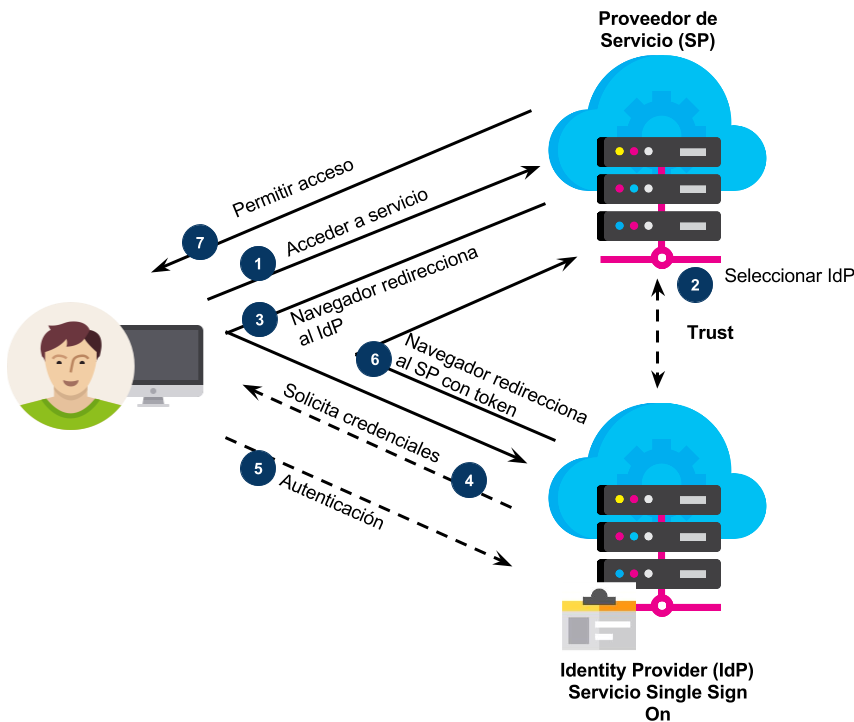 Proveedor de
Servicio (SP)
Permitir acceso
7
Acceder a servicio
1
Navegador redirecciona
al IdP
3
2
Seleccionar IdP
Trust
Navegador redirecciona
al SP con token
6
Solicita credenciales
4
5
Autenticación
Identity Provider (IdP)
Servicio Single Sign
On